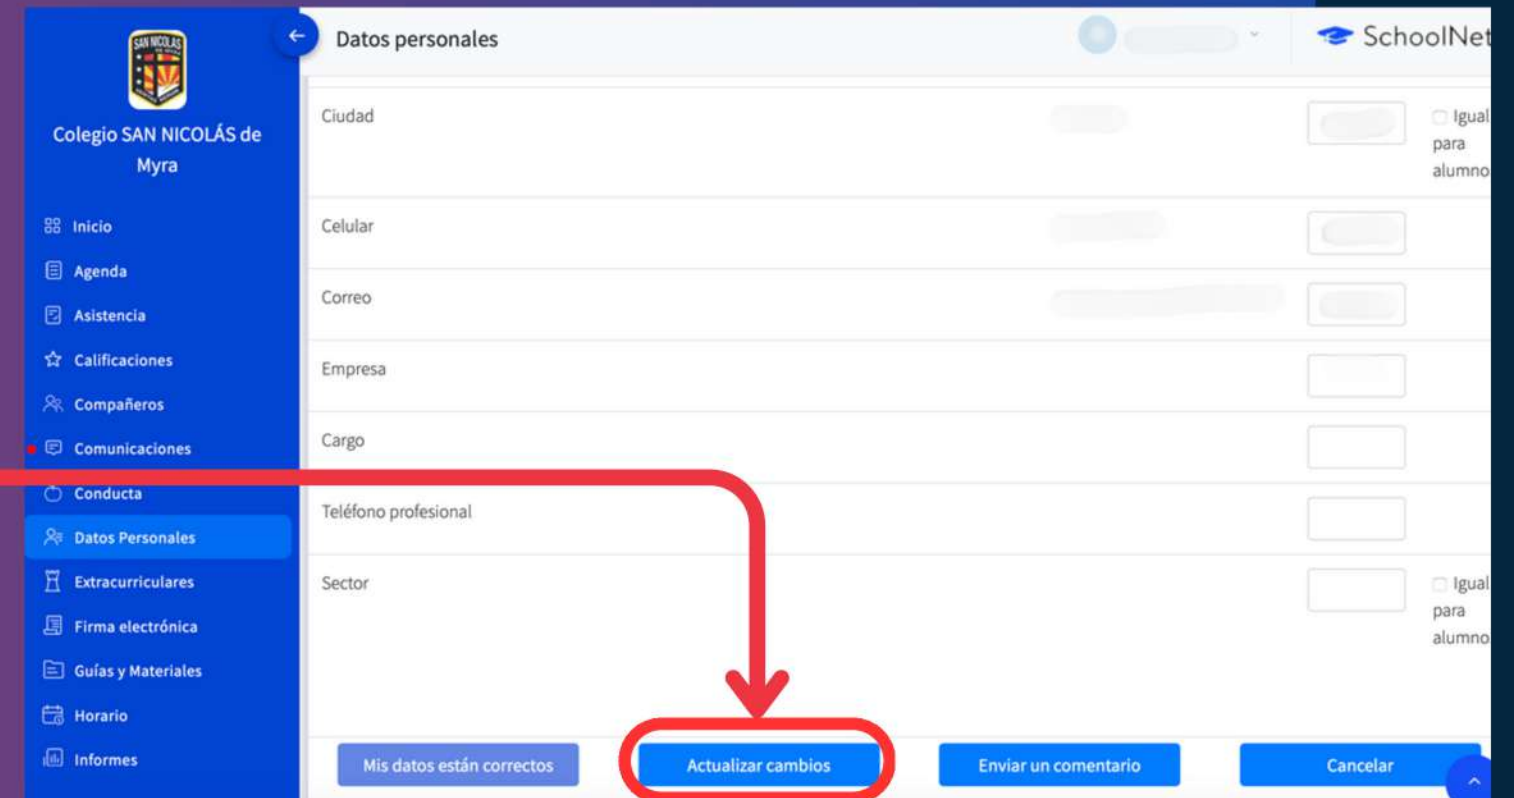 SAN NICOLAS
Colegio SAN NICOLÁS de
Myra
Inicio
Agenda
Asistencia
Calificaciones
Compañeros
Comunicaciones
Conducta
Datos Personales
Extracurriculares
Firma electrónica
Guías y Materiales
Horario
Informes
Datos personales
SchoolNet
Ciudad
Igual
para
alumno
Celular
Correo
Empresa
Cargo
Teléfono profesional
Sector
Igual
para
alumno
Mis datos están correctos
Actualizar cambios
Enviar un comentario
Cancelar